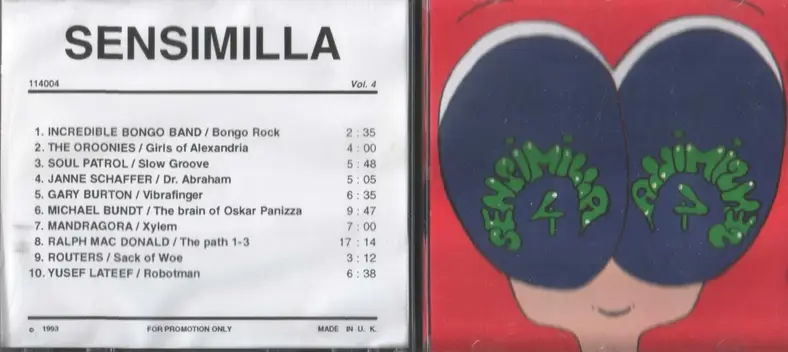 SENSIMILLA
114004 Vol. 4
1. INCREDIBLE BONGO BAND / Bongo Rock 2 : 35
2. THE OROONIES / Girls of Alexandria 4 : 00
3. SOUL PATROL / Slow Groove 5 : 48
4. JANNE SCHAFFER / Dr. Abraham 5 : 05
5. GARY BURTON / Vibrafinger 6 : 35
6. MICHAEL BUNDT / The brain of Oskar Panizza 9 : 47
7. MANDRAGORA / Xylem 7 : 00
8. RALPH MAC DONALD / The path 1-3 17 : 14
9. ROUTERS / Sack of Woe 3 : 12
10. YUSEF LATEEF / Robotman 6 : 38
© 1993 FOR PROMOTION ONLY MADE IN U. K.
SENSIMILLA
4